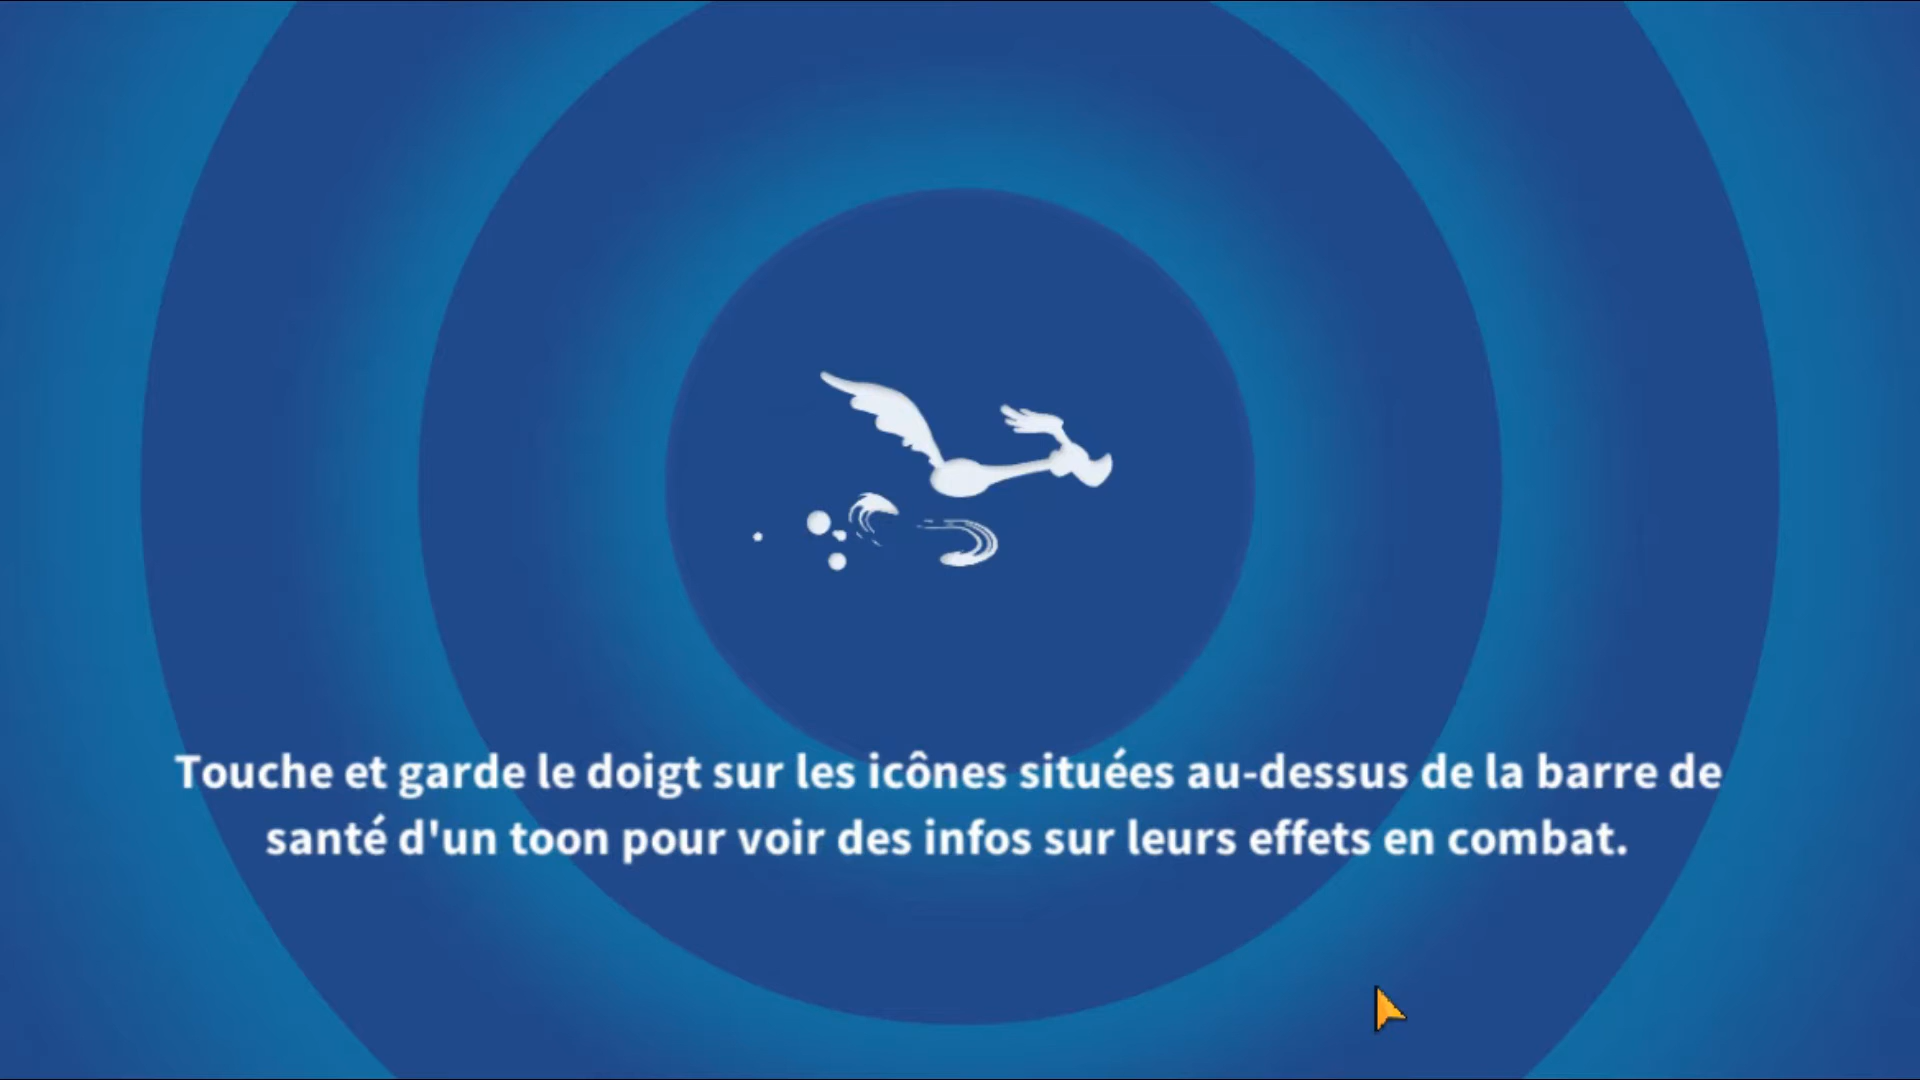 Touche et garde le doigt sur les icônes situées au-dessus de la barre de
santé d'un toon pour voir des infos sur leurs effets en combat.